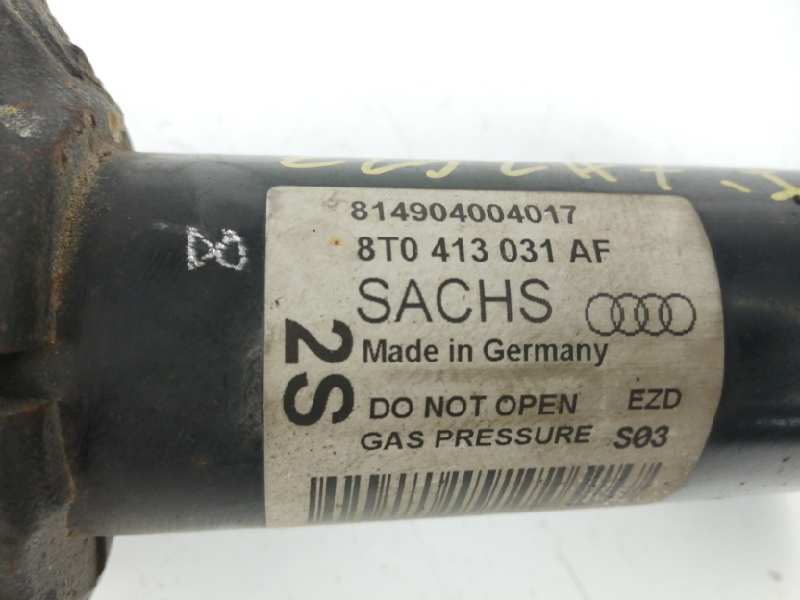 814904004017
8T0 413 031 AF
SACHS
2S
Made in Germany
DO NOT OPEN EZD
GAS PRESSURE S03